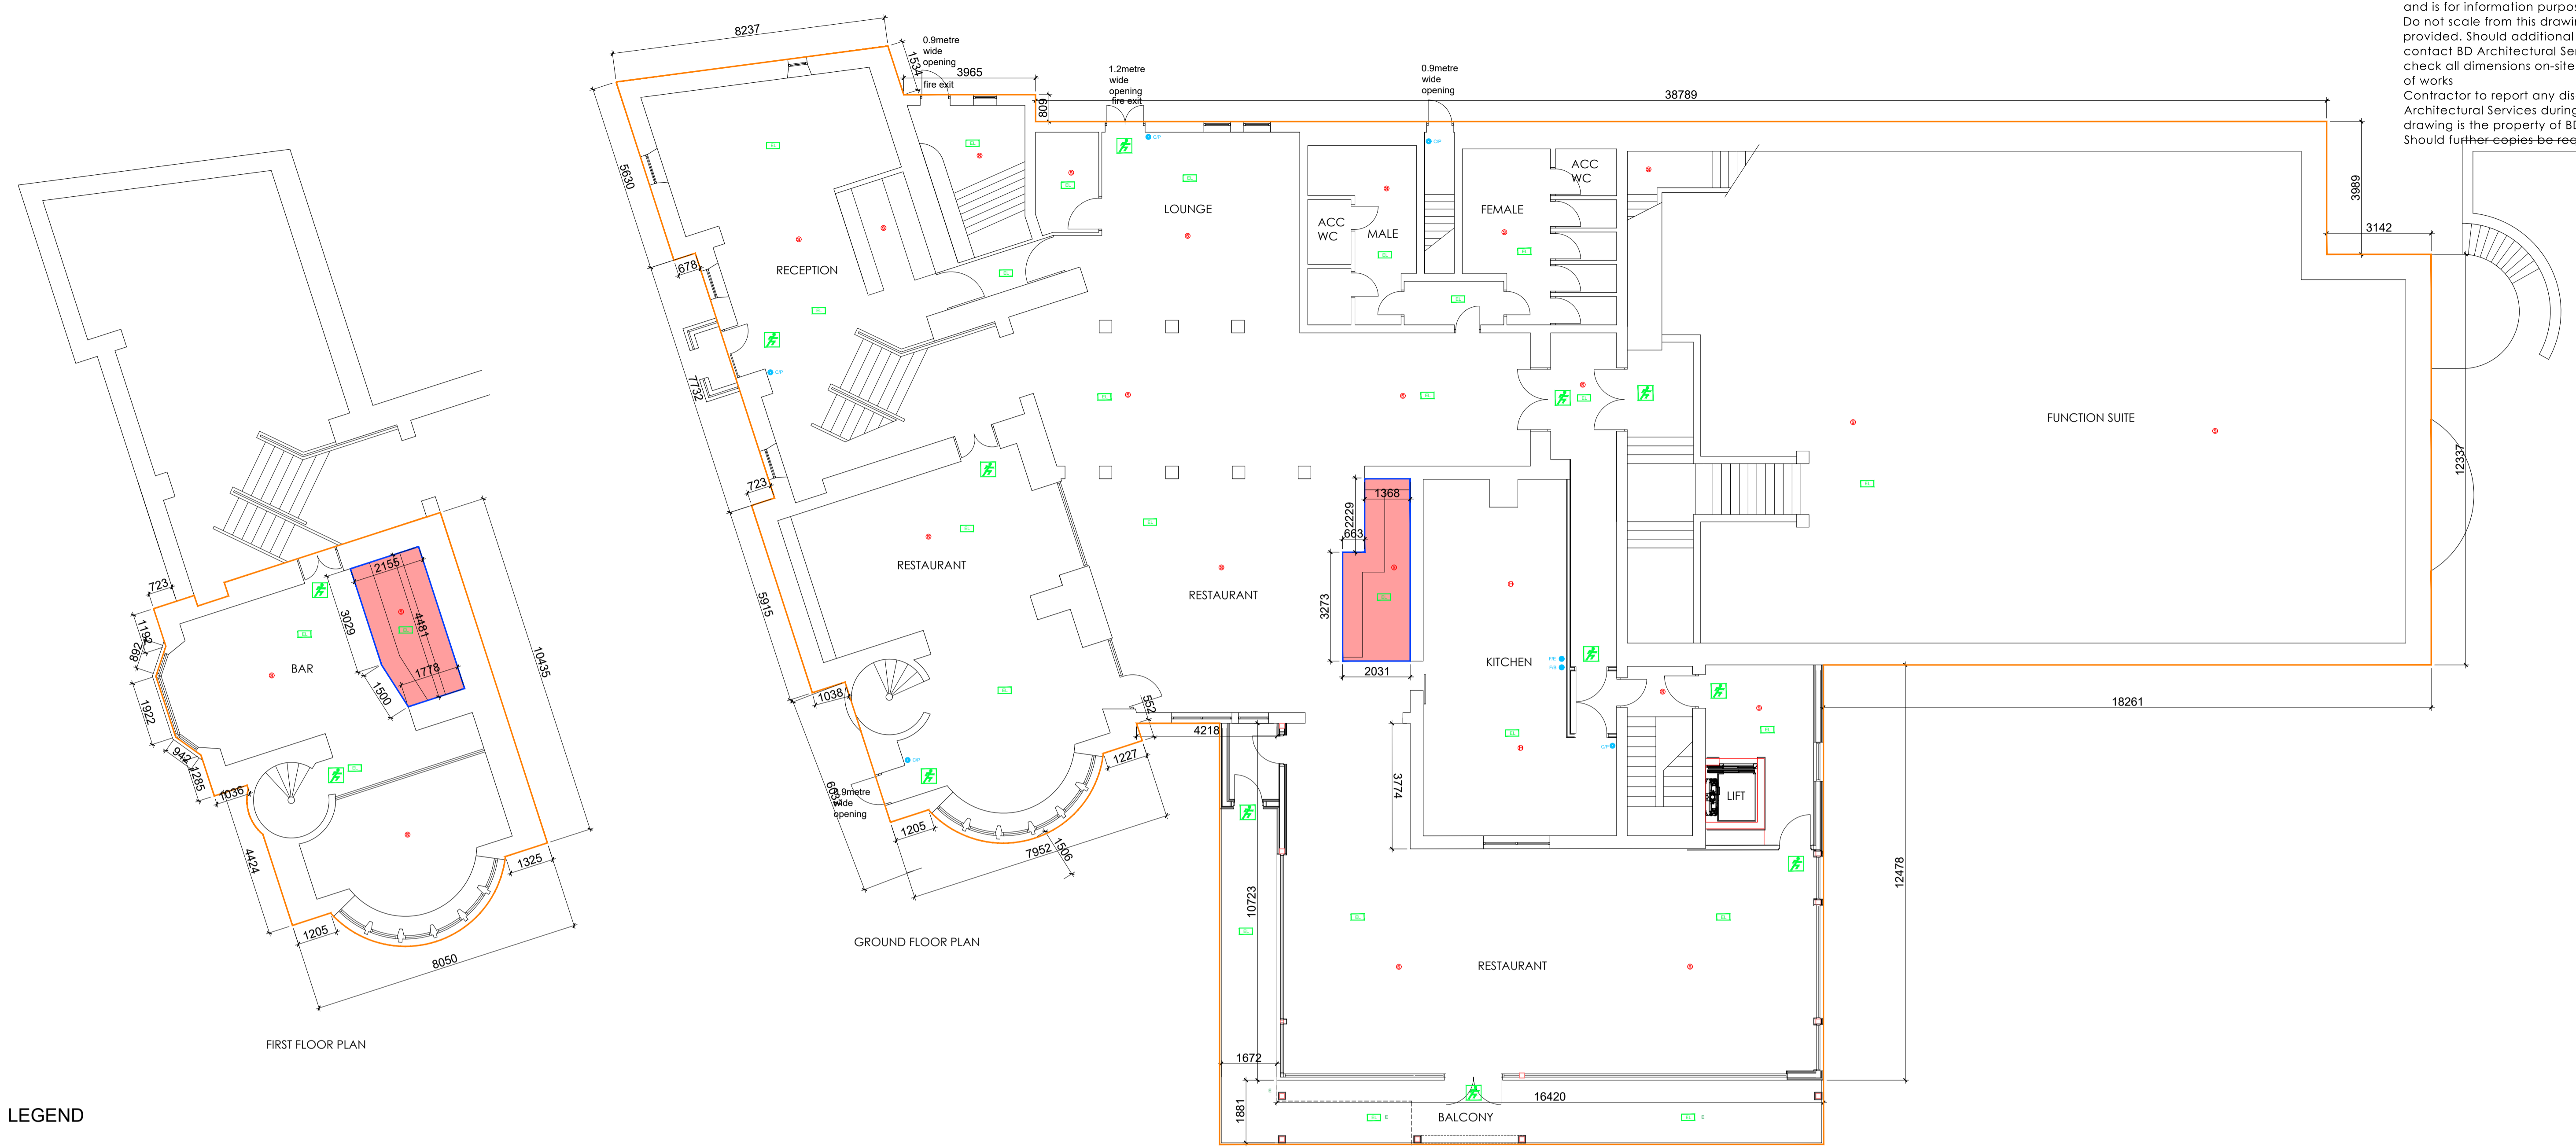 and is for information purpos
Do not scale from this drawin
provided. Should additional
contact BD Architectural Ser
check all dimensions on-site
of works
Contractor to report any dis
Architectural Services during
drawing is the property of BD
Should further copies be req
8237
1534
0.9metre
wide
opening
fire exit
3965
809
1.2metre
wide
opening
fire exit
0.9metre
wide
opening
38789
3989
3142
5630
678
7732
723
5915
1038
RECEPTION
LOUNGE
ACC
WC
MALE
FEMALE
ACC
WC
FUNCTION SUITE
12337
RESTAURANT
RESTAURANT
1368
2229
663
3273
2031
KITCHEN
F/E
F/B
C/P
C/P
C/P
C/P
C/P
EL
552
4218
1227
0.9metre
wide
opening
1205
7952
1506
3774
LIFT
18261
12478
10723
RESTAURANT
1672
1881
16420
BALCONY
E
E
E
GROUND FLOOR PLAN
723
1192
892
1922
942
1285
1036
4424
1205
8050
1325
10435
2155
3029
4481
1778
1500
BAR
FIRST FLOOR PLAN
LEGEND